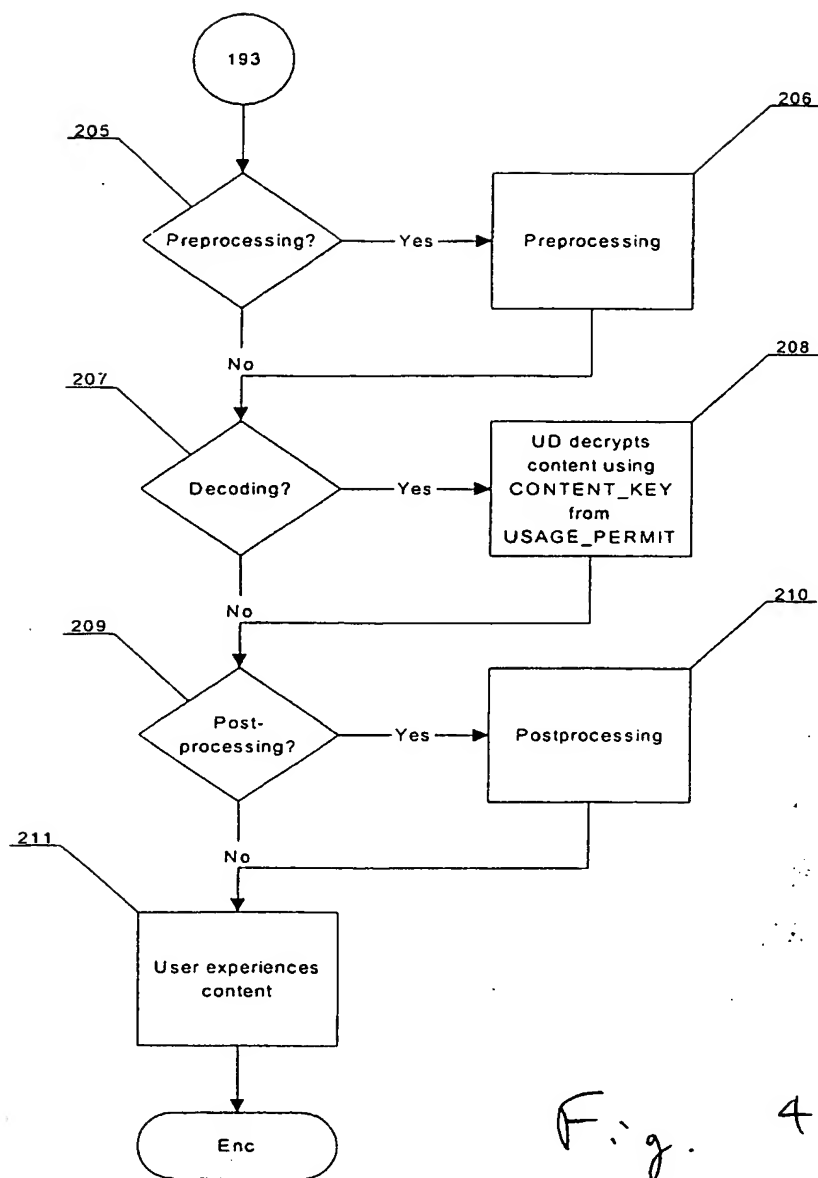 193
205
206
Preprocessing?
Yes
Preprocessing
No
207
208
Decoding?
Yes
UD decrypts
content using
CONTENT_KEY
from
USAGE_PERMIT
No
209
210
Post-
processing?
Yes
Postprocessing
No
211
User experiences
content
Enc
Fig. 4